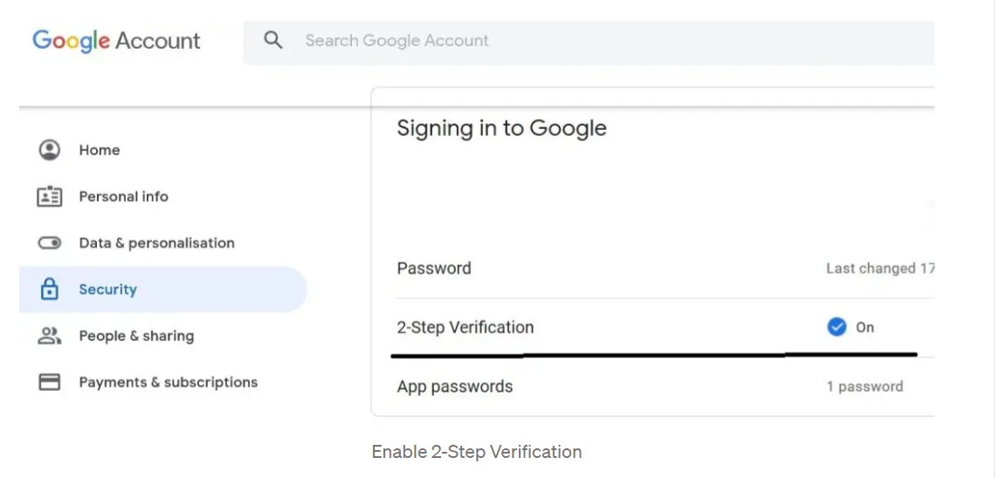 Google Account
Search Google Account
Signing in to Google
Home
Personal info
Data & personalisation
Security
People & sharing
Payments & subscriptions
Password Last changed 17
2-Step Verification On
App passwords 1 password
Enable 2-Step Verification